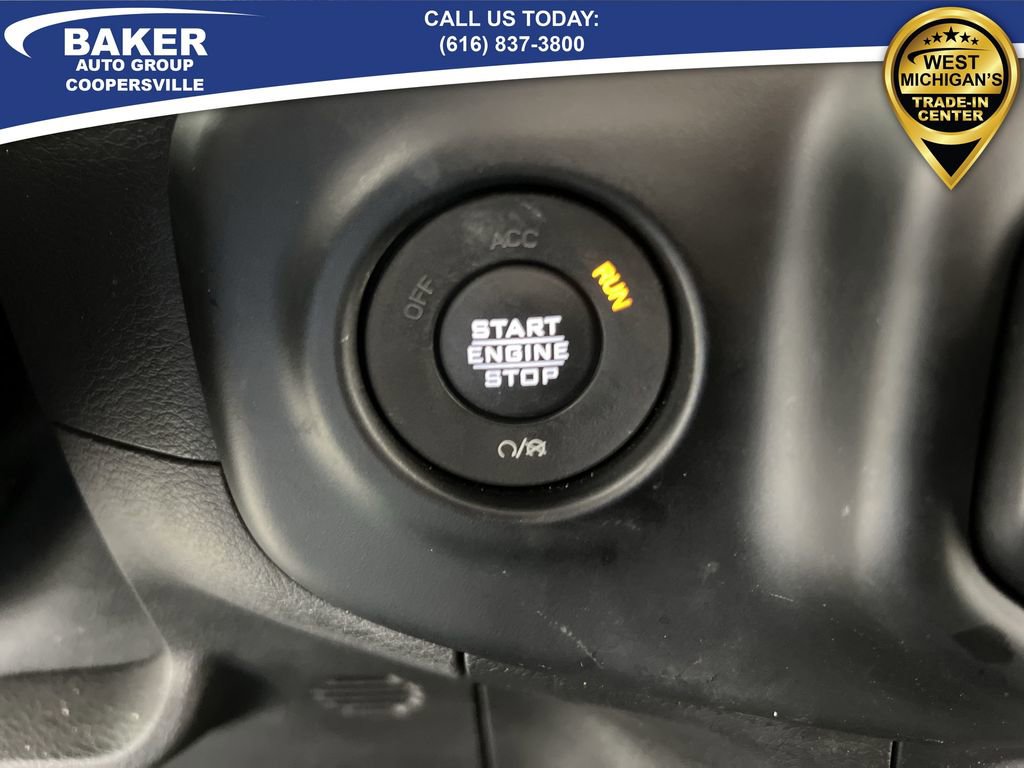 BAKER
AUTO GROUP
COOPERSVILLE
CALL US TODAY:
(616) 837-3800
WEST
MICHIGAN'S
TRADE-IN
CENTER
OFF
ACC
RUN
START
ENGINE
STOP